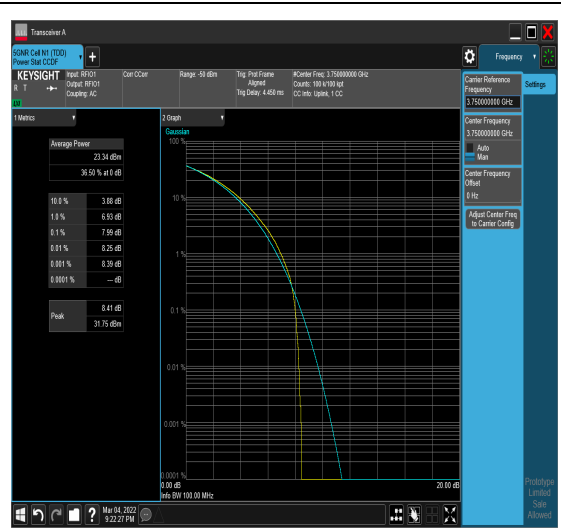 Transceiver A
5GNR Cell N1 (TDD)
Power Stat CCDF
Frequency
KEYSIGHT
R T
LXI
Input: RFIO1
Output: RFIO1
Coupling: AC
Corr CCorr
Range: -50 dBm
Trig: Prot Frame
Aligned
Trig Delay: 4.450 ms
#Center Freq: 3.750000000 GHz
Counts: 100 k/100 kpt
CC Info: Uplink, 1 CC
1 Metrics
Average Power
23.34 dBm
36.50 % at 0 dB
10.0 % 3.88 dB
1.0 % 6.93 dB
0.1 % 7.99 dB
0.01 % 8.25 dB
0.001 % 8.39 dB
0.0001 % --- dB
Peak
8.41 dB
31.75 dBm
2 Graph
Gaussian
100 %
10 %
1 %
0.1 %
0.01 %
0.001 %
0.0001 %
0.00 dB
20.00 dB
Info BW 100.00 MHz
Carrier Reference
Frequency
3.750000000 GHz
Center Frequency
3.750000000 GHz
Auto
Man
Center Frequency
Offset
0 Hz
Adjust Center Freq
to Carrier Config
Settings
Prototype
Limited
Sale
Allowed
?
Mar 04, 2022
9:22:27 PM